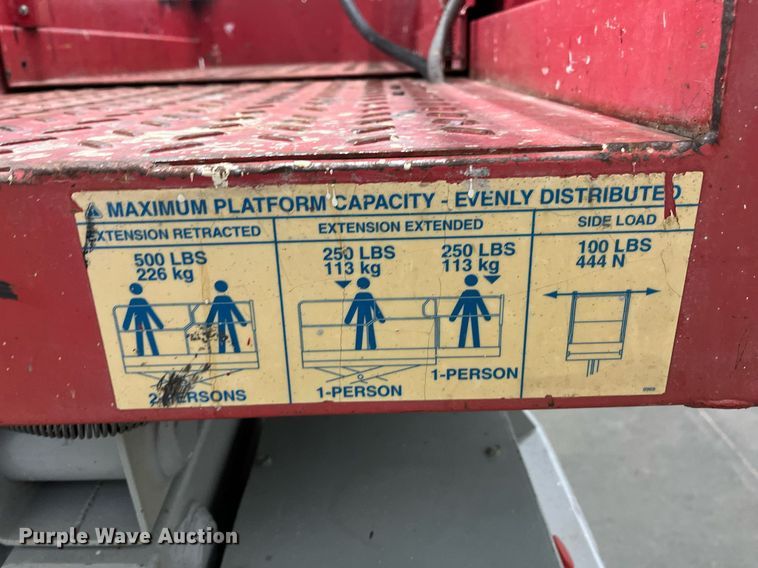 MAXIMUM PLATFORM CAPACITY - EVENLY DISTRIBUTED
EXTENSION RETRACTED
500 LBS
226 kg
2-PERSONS
EXTENSION EXTENDED
250 LBS
113 kg
1-PERSON
250 LBS
113 kg
1-PERSON
SIDE LOAD
100 LBS
444 N
Purple Wave Auction